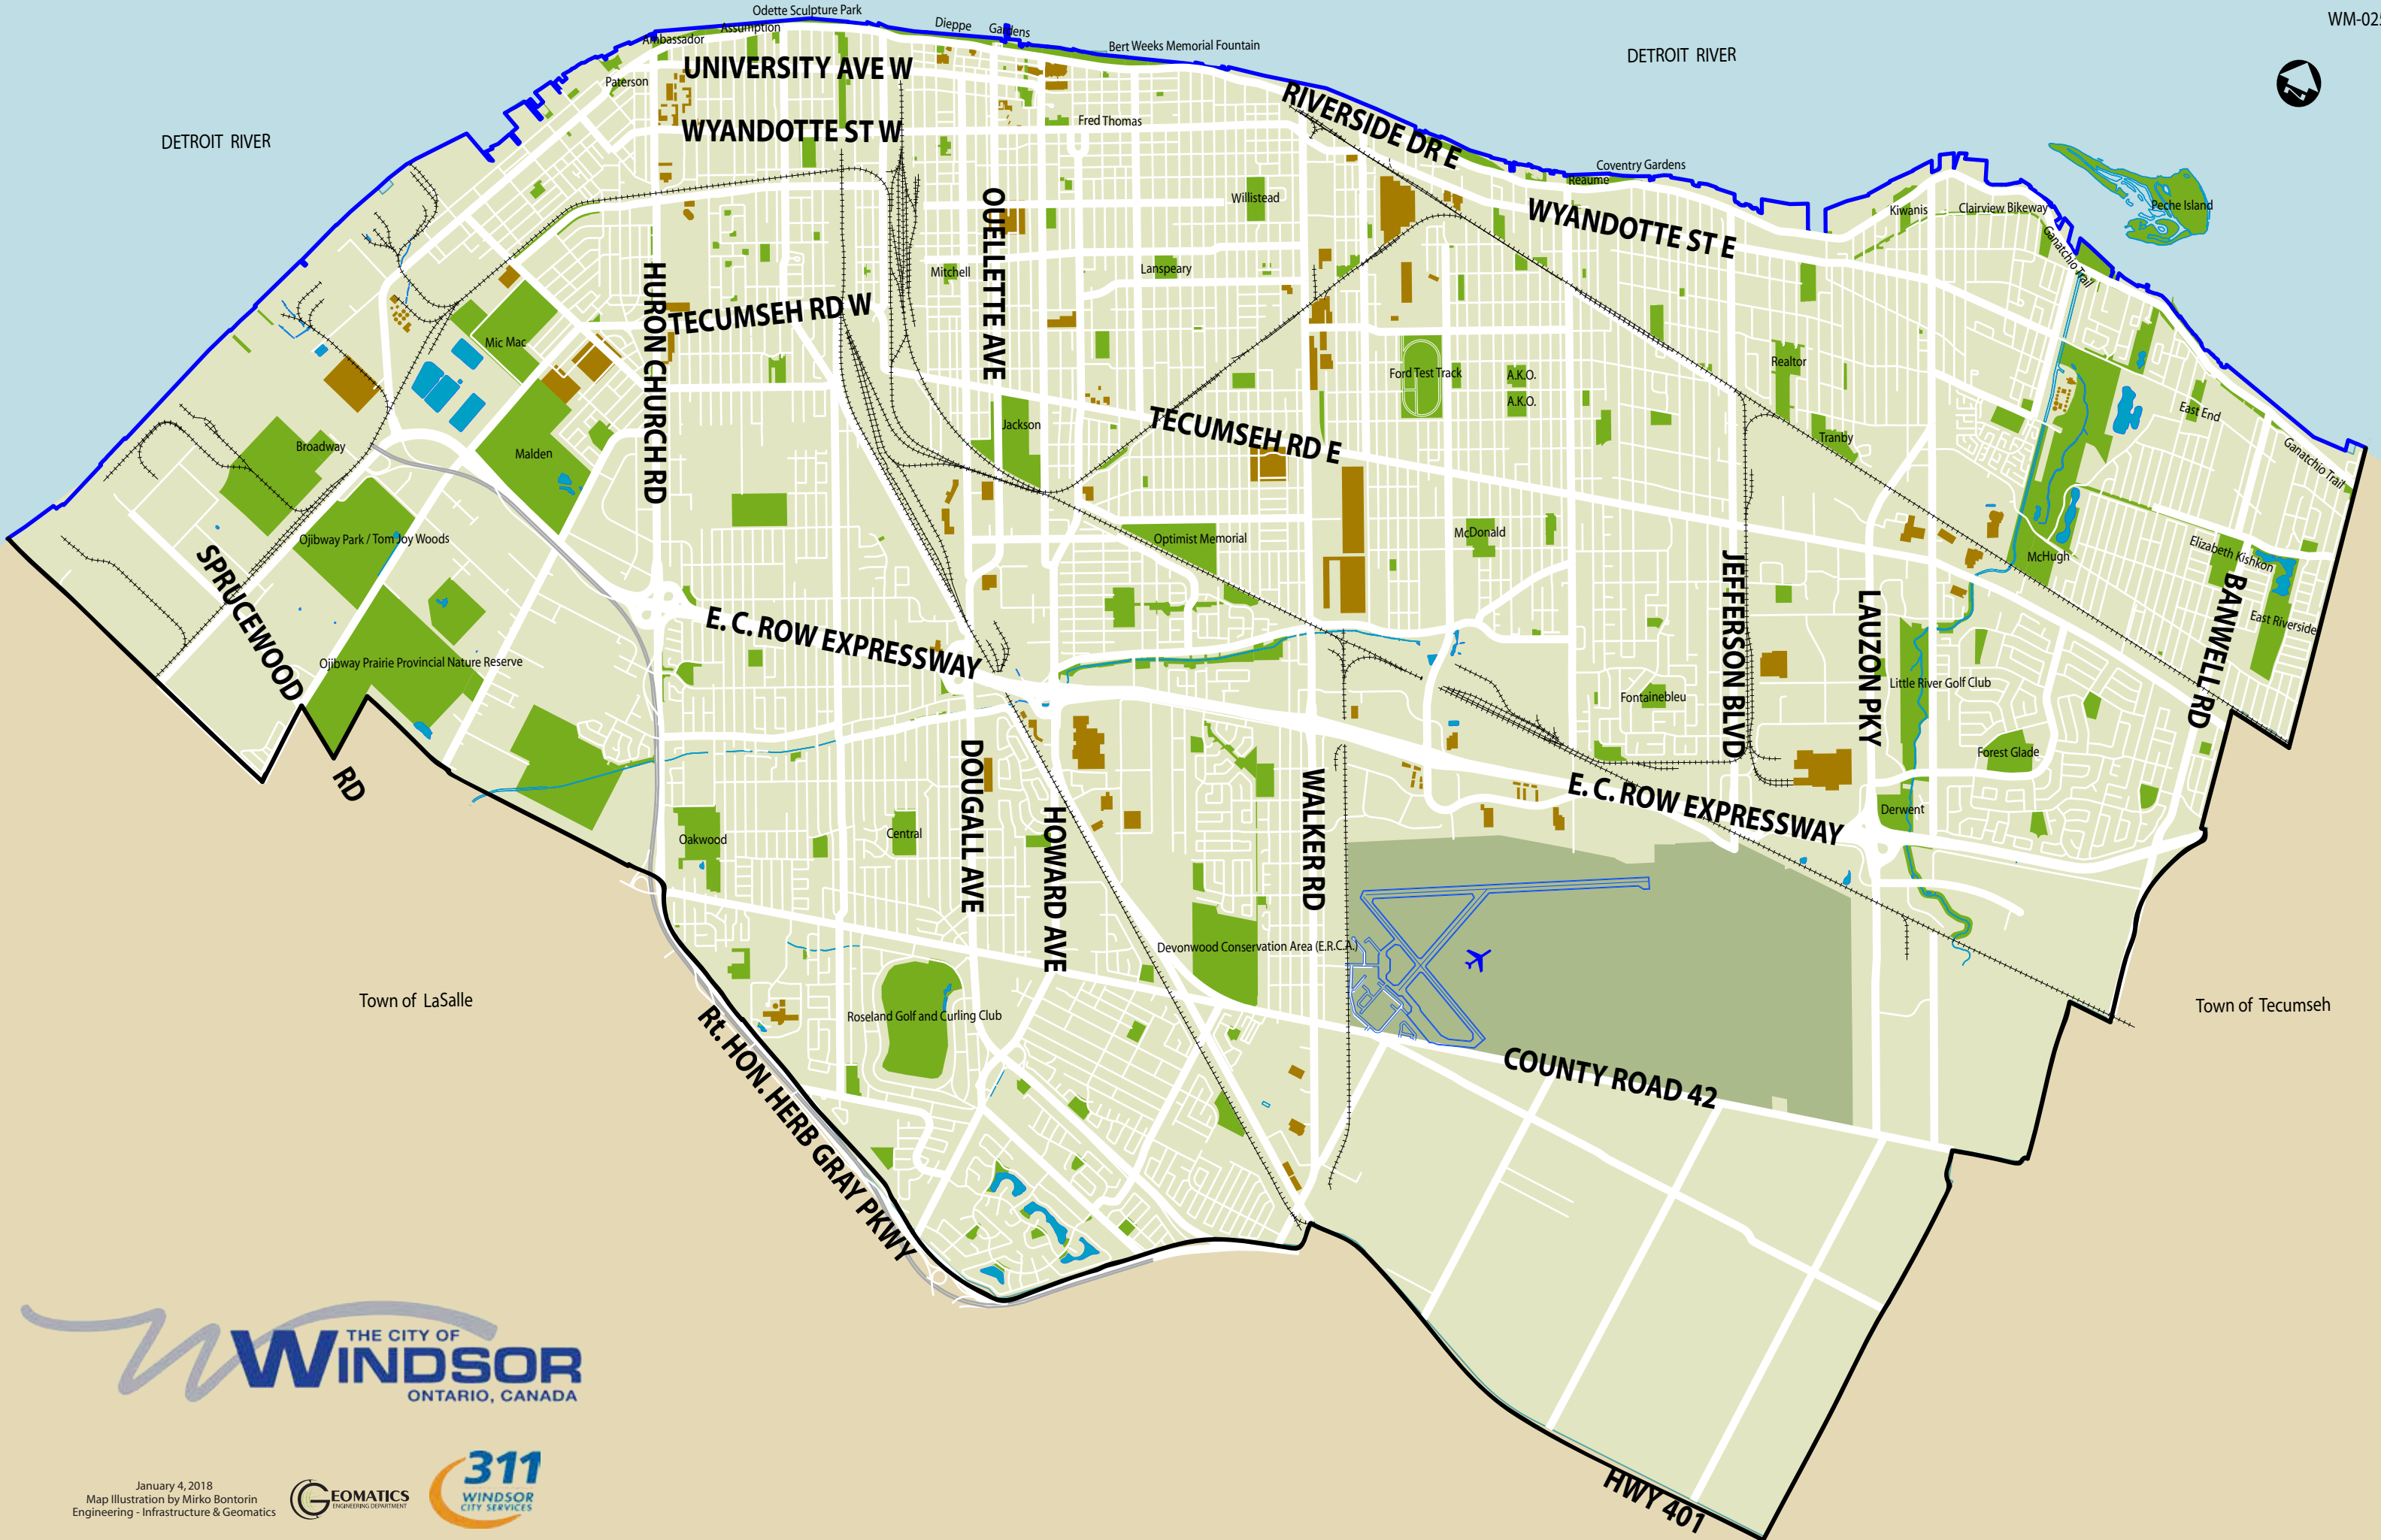 WM-025
Odette Sculpture Park
Dieppe Gardens
Assumption
Ambassador
Bert Weeks Memorial Fountain
DETROIT RIVER
UNIVERSITY AVE W
Paterson
RIVERSIDE DR E
Fred Thomas
WYANDOTTE ST W
DETROIT RIVER
Coventry Gardens
Reaume
Willistead
WYANDOTTE ST E
Kiwanis
Clairview Bikeway
Peche Island
Ganatchio Trail
OUELLETTE AVE
Mitchell
Lanspeary
HURON CHURCH RD
TECUMSEH RD W
Mic Mac
Ford Test Track
A.K.O.
A.K.O.
Realtor
East End
Jackson
TECUMSEH RD E
Tranby
Broadway
Malden
Ganatchio Trail
Ojibway Park / Tom Joy Woods
Optimist Memorial
McDonald
McHugh
Elizabeth Kishkon
SPRUCEWOOD
RD
JEFFERSON BLVD
LAUZON PKY
BANWELL RD
East Riverside
E. C. ROW EXPRESSWAY
Ojibway Prairie Provincial Nature Reserve
Fontainebleu
Little River Golf Club
Forest Glade
DOUGALL AVE
HOWARD AVE
WALKER RD
E. C. ROW EXPRESSWAY
Derwent
Oakwood
Central
Devonwood Conservation Area (E.R.C.A.)
Town of LaSalle
Roseland Golf and Curling Club
Town of Tecumseh
Rt. HON. HERB GRAY PKWY
COUNTY ROAD 42
HWY 401
THE CITY OF
WINDSOR
ONTARIO, CANADA
311
WINDSOR
CITY SERVICES
GEOMATICS
ENGINEERING DEPARTMENT
January 4, 2018
Map Illustration by Mirko Bontorin
Engineering - Infrastructure & Geomatics